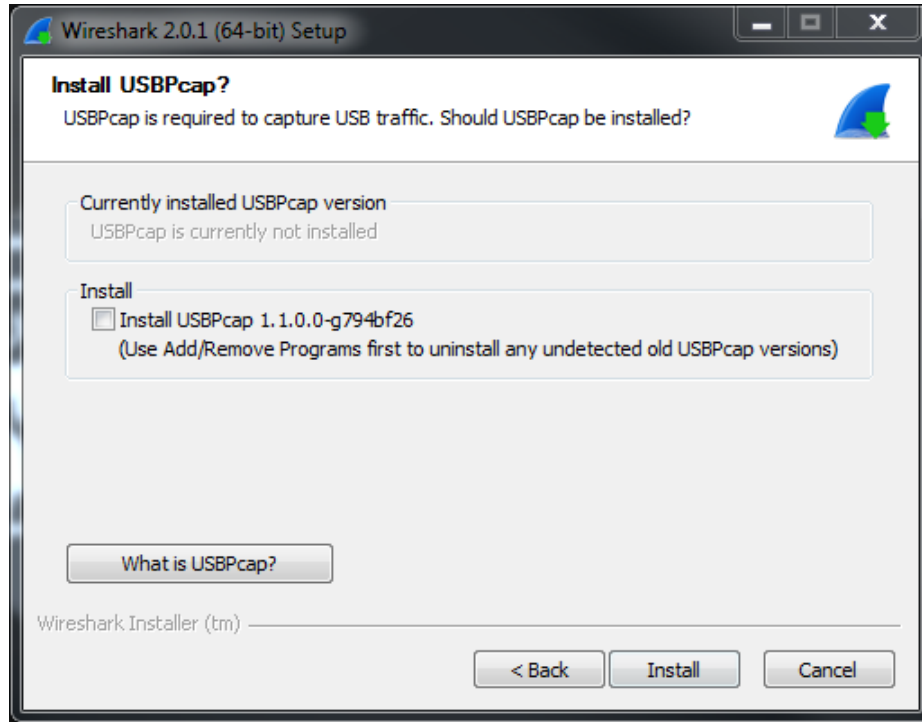 Wireshark 2.0.1 (64-bit) Setup
Install USBPcap?
USBPcap is required to capture USB traffic. Should USBPcap be installed?
Currently installed USBPcap version
USBPcap is currently not installed
Install
Install USBPcap 1.1.0.0-g794bf26
(Use Add/Remove Programs first to uninstall any undetected old USBPcap versions)
What is USBPcap?
Wireshark Installer (tm)
< Back
Install
Cancel